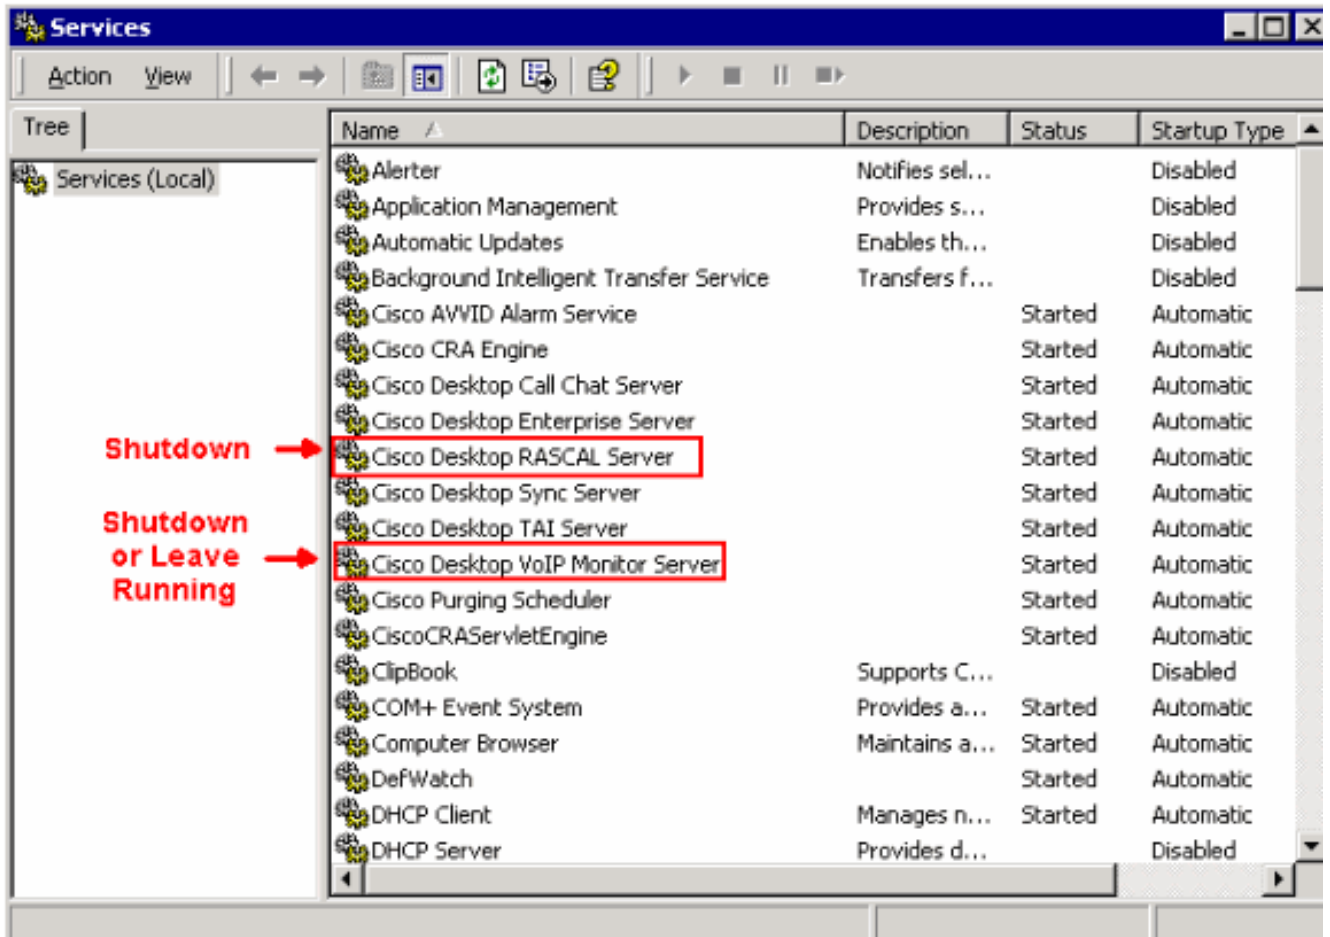 Services
Action View
Tree
Services (Local)
Name Description Status Startup Type
Alerter Notifies sel... Disabled
Application Management Provides s... Disabled
Automatic Updates Enables th... Disabled
Background Intelligent Transfer Service Transfers f... Disabled
Cisco AVVID Alarm Service Started Automatic
Cisco CRA Engine Started Automatic
Cisco Desktop Call Chat Server Started Automatic
Cisco Desktop Enterprise Server Started Automatic
Shutdown
Cisco Desktop RASCAL Server Started Automatic
Cisco Desktop Sync Server Started Automatic
Cisco Desktop TAI Server Started Automatic
Shutdown
or Leave
Running
Cisco Desktop VoIP Monitor Server Started Automatic
Cisco Purging Scheduler Started Automatic
CiscoCRAServletEngine Started Automatic
ClipBook Supports C... Disabled
COM+ Event System Provides a... Started Automatic
Computer Browser Maintains a... Started Automatic
DefWatch Started Automatic
DHCP Client Manages n... Started Automatic
DHCP Server Provides d... Disabled